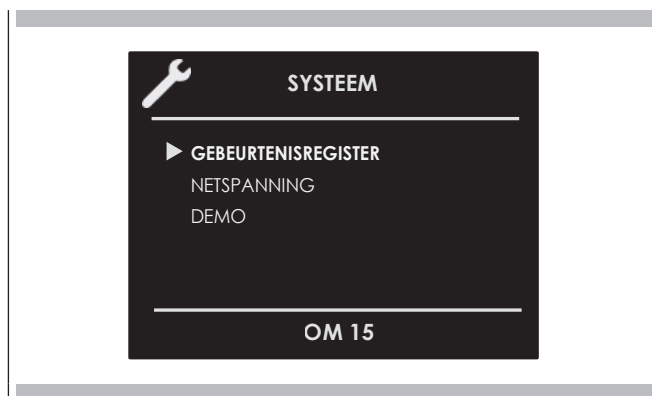 SYSTEEM
GEBEURTENISREGISTER
NETSPANNING
DEMO
OM 15